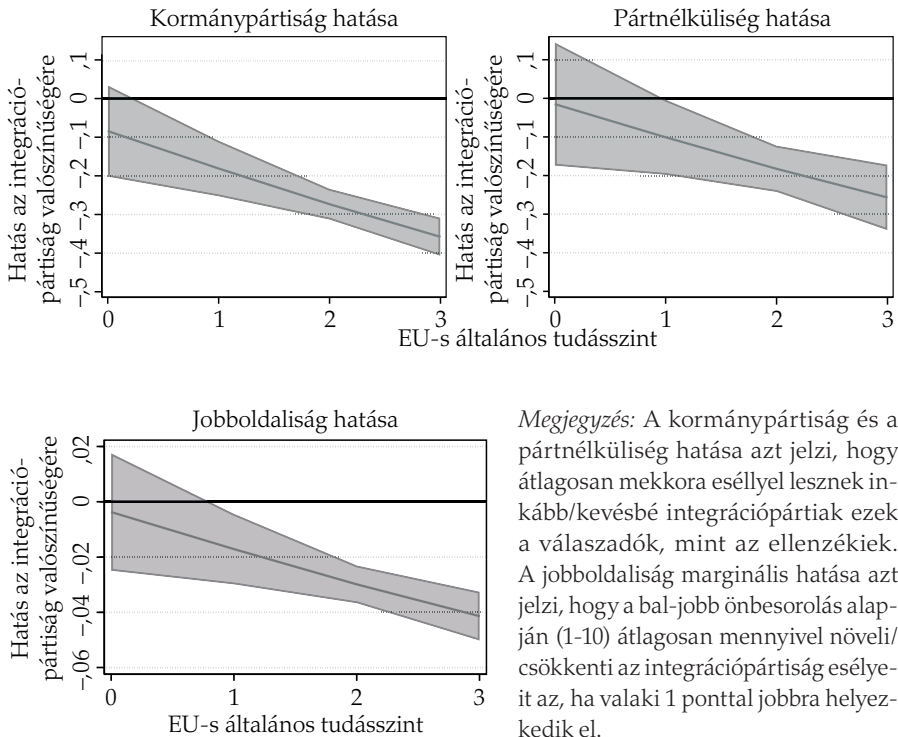 Kormánypártiság hatása
Hatás az integráció-
pártiság valószínűségére
,1
0
-,1
-,2
-,3
-,4
-,5
0 1 2 3
Pártnélküliség hatása
Hatás az integráció-
pártiság valószínűségére
,1
0
-,1
-,2
-,3
-,4
-,5
0 1 2 3
EU-s általános tudásszint
Jobboldaliság hatása
Hatás az integráció-
pártiság valószínűségére
,02
0
-,02
-,04
-,06
0 1 2 3
EU-s általános tudásszint
Megjegyzés: A kormánypártiság és a
pártnélküliség hatása azt jelzi, hogy
átlagosan mekkora eséllyel lesznek in-
kább/kevésbé integrációpártiak ezek
a válaszadók, mint az ellenzékiek.
A jobboldaliság marginális hatása azt
jelzi, hogy a bal-jobb önbesorolás alap-
ján (1-10) átlagosan mennyivel növeli/
csökkenti az integrációpártiság esélye-
it az, ha valaki 1 ponttal jobbra helyez-
kedik el.